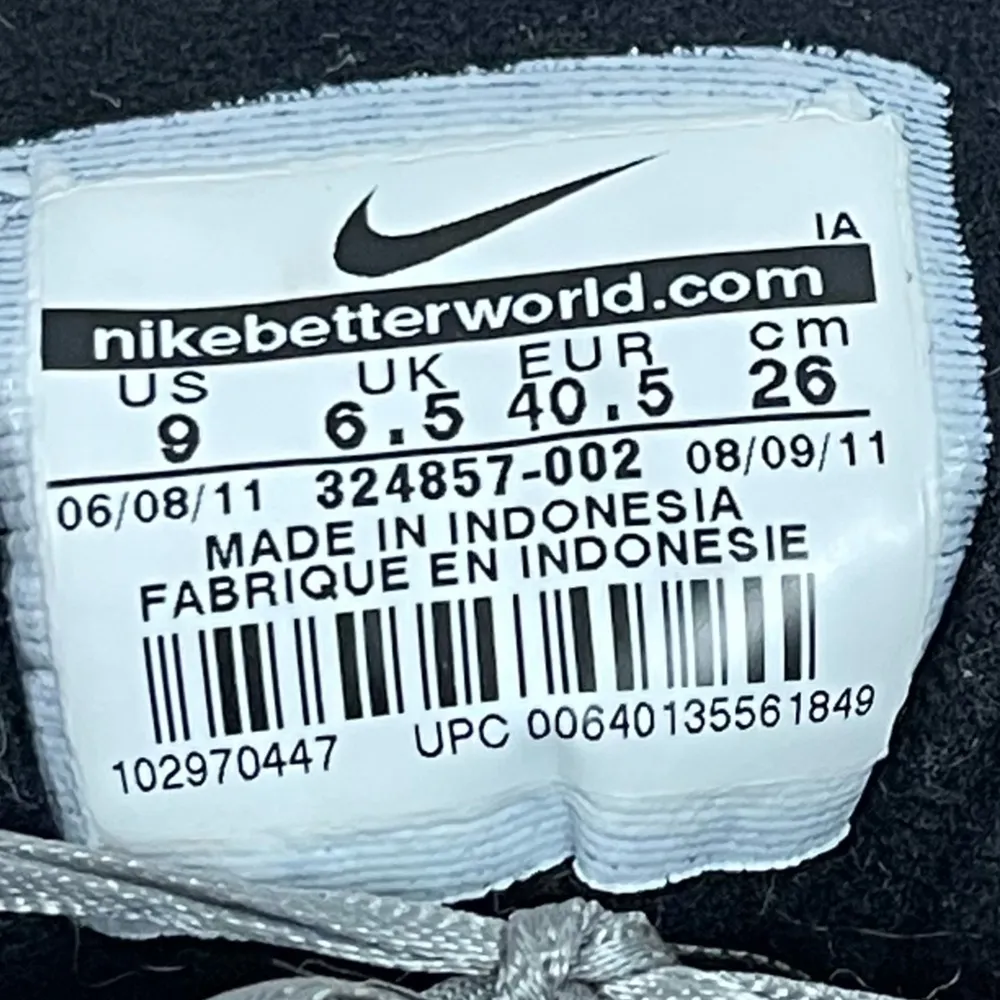 IA
nikebetterworld.com
US UK EUR cm
9 6.5 40.5 26
06/08/11 324857-002 08/09/11
MADE IN INDONESIA
FABRIQUE EN INDONESIE
102970447 UPC 00640135561849